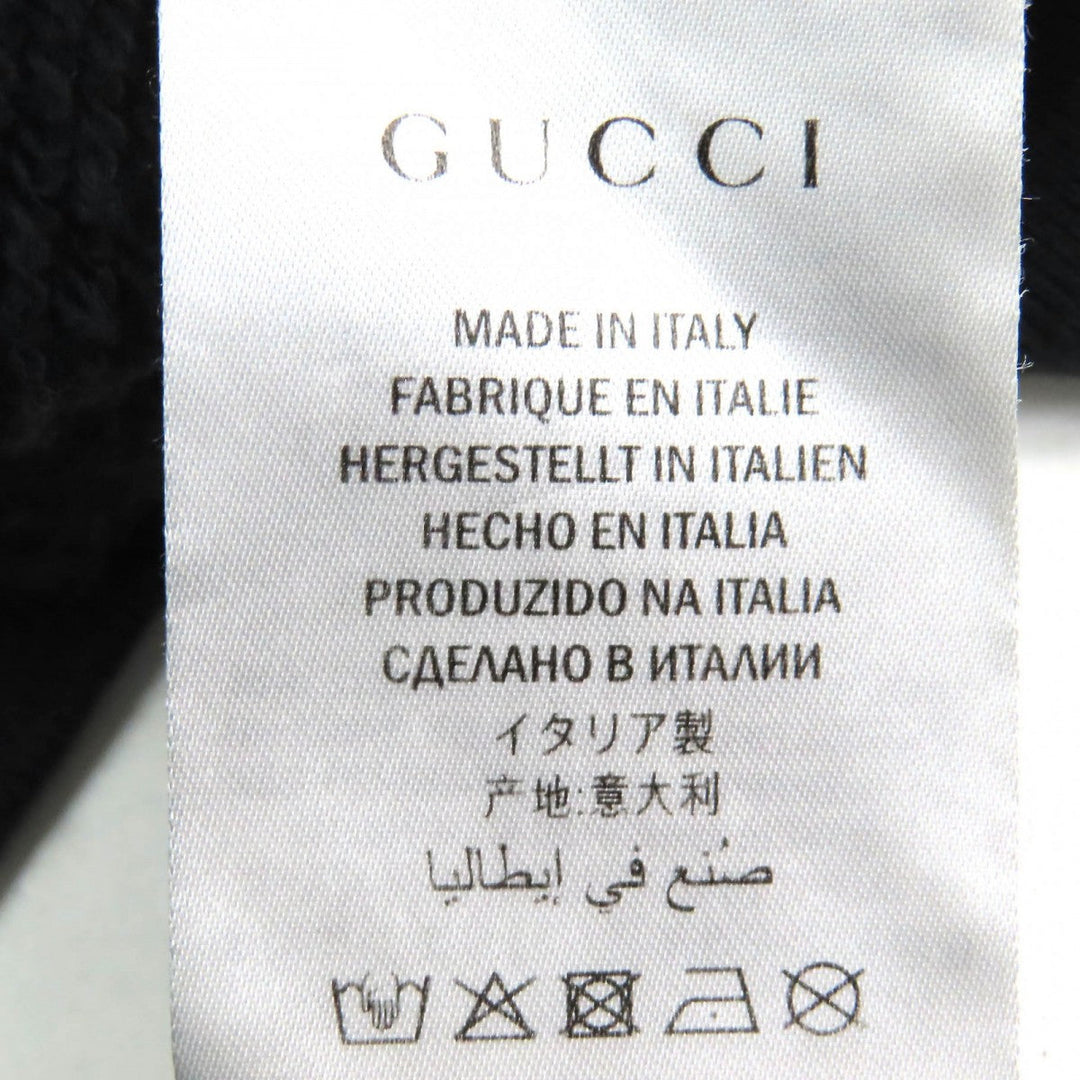 GUCCI
MADE IN ITALY
FABRIQUE EN ITALIE
HERGESTELLT IN ITALIEN
HECHO EN ITALIA
PRODUZIDO NA ITALIA
СДЕЛАНО В ИТАЛИИ
イタリア製
产地:意大利
صُنع في إيطاليا